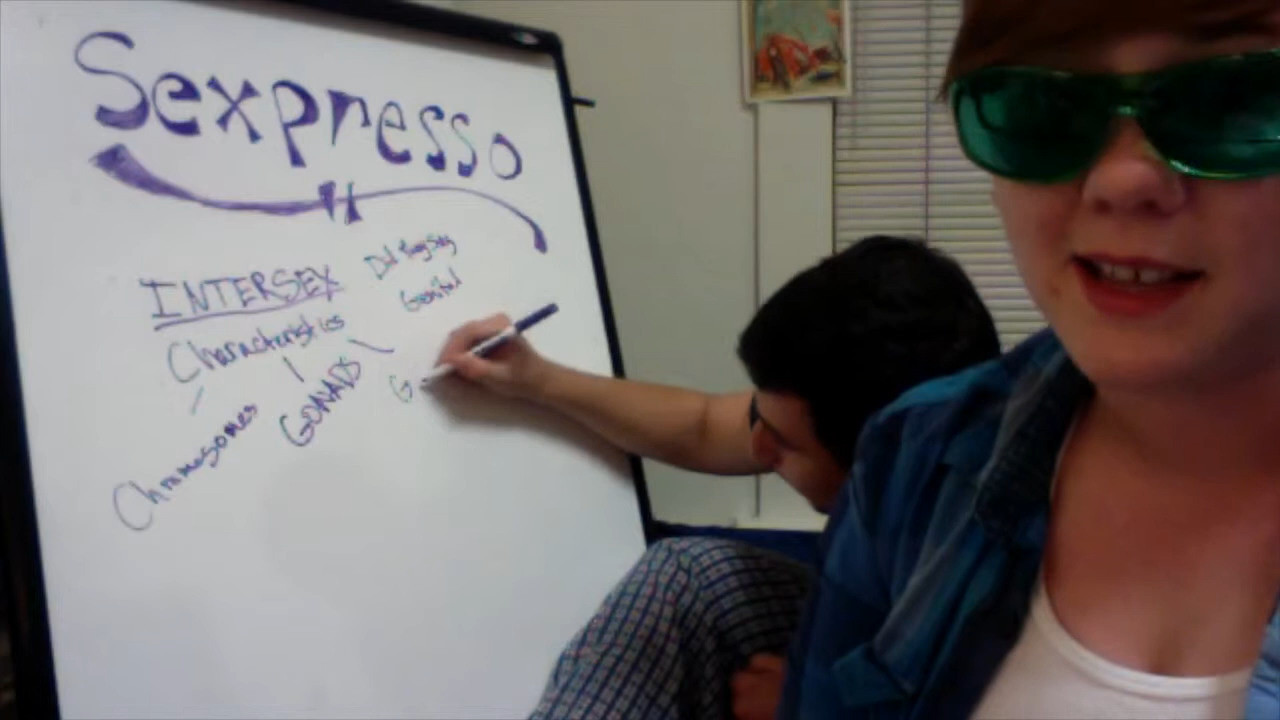 Sexpresso
INTERSEX
Characteristics
Chromosomes
GONADS
Genital
G